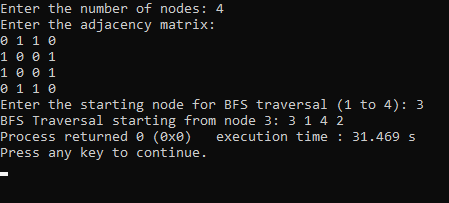 Enter the number of nodes: 4
Enter the adjacency matrix:
0 1 1 0
1 0 0 1
1 0 0 1
0 1 1 0
Enter the starting node for BFS traversal (1 to 4): 3
BFS Traversal starting from node 3: 3 1 4 2
Process returned 0 (0x0)   execution time : 31.469 s
Press any key to continue.